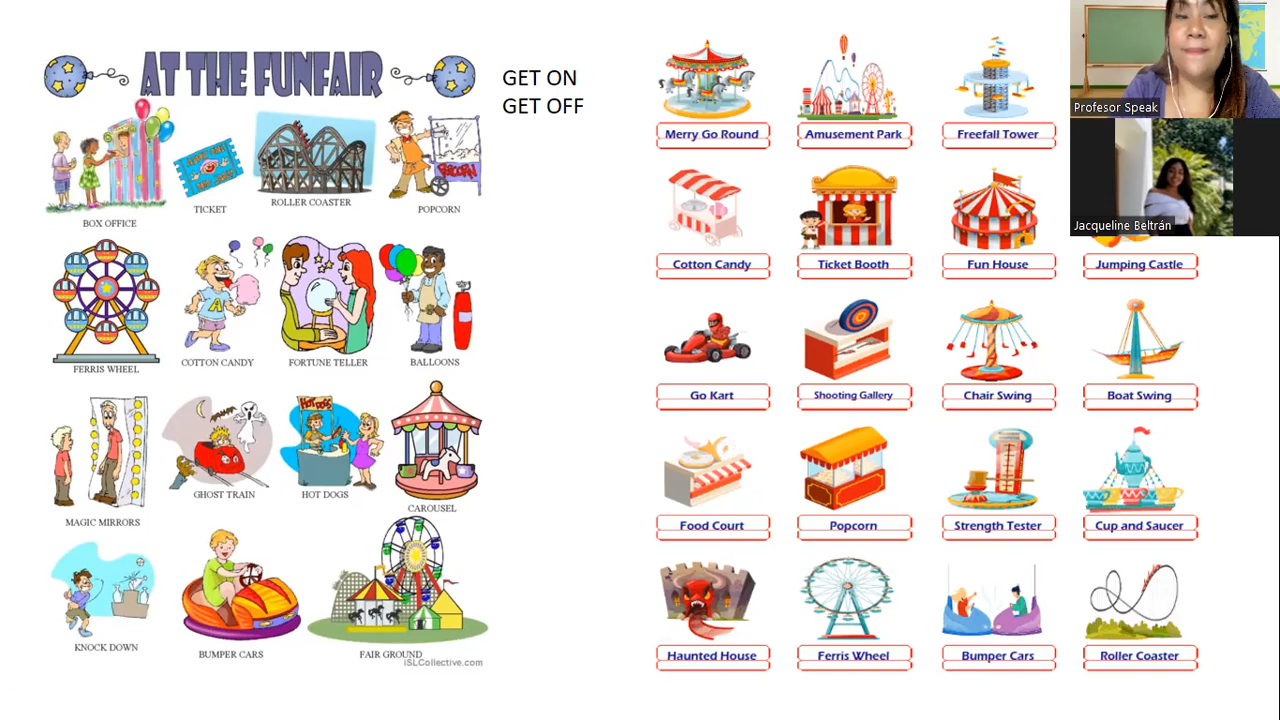 AT THE FUNFAIR
GET ON
GET OFF
BOX OFFICE
TICKET
ROLLER COASTER
POPCORN
POPCORN
FERRIS WHEEL
COTTON CANDY
A
FORTUNE TELLER
BALLOONS
MAGIC MIRRORS
GHOST TRAIN
HOT DOGS
HOT DOGS
CAROUSEL
KNOCK DOWN
BUMPER CARS
FAIR GROUND
iSLCollective.com
Merry Go Round
Amusement Park
Freefall Tower
Cotton Candy
Ticket Booth
Fun House
Jumping Castle
Go Kart
Shooting Gallery
Chair Swing
Boat Swing
Food Court
Popcorn
Strength Tester
Cup and Saucer
Haunted House
Ferris Wheel
Bumper Cars
Roller Coaster
Profesor Speak
Jacqueline Beltrán